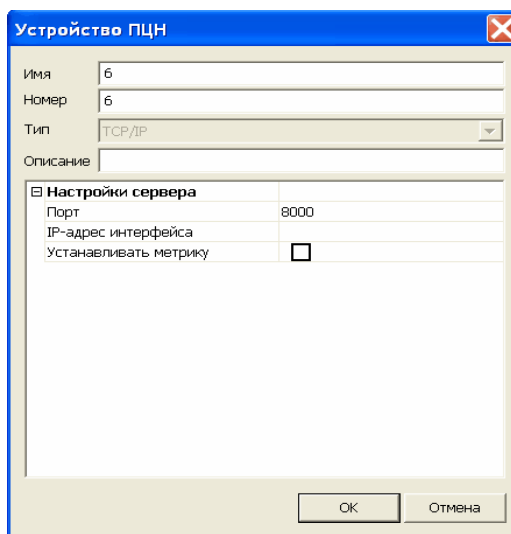 Устройство ПЦН
Имя 6
Номер 6
Тип TCP/IP
Описание
Настройки сервера
Порт 8000
IP-адрес интерфейса
Устанавливать метрику
OK Отмена